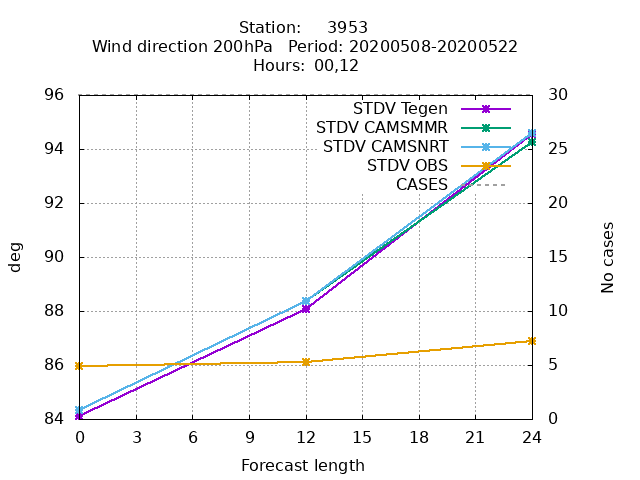 Station: 3953
Wind direction 200hPa Period: 20200508-20200522
Hours: 00,12
96 30
STDV Tegen
STDV CAMSMMR
94 STDV CAMSNRT 25
STDV OBS
CASES
92 20
90 15
deg
No cases
88 10
86 5
84 0
0 3 6 9 12 15 18 21 24
Forecast length